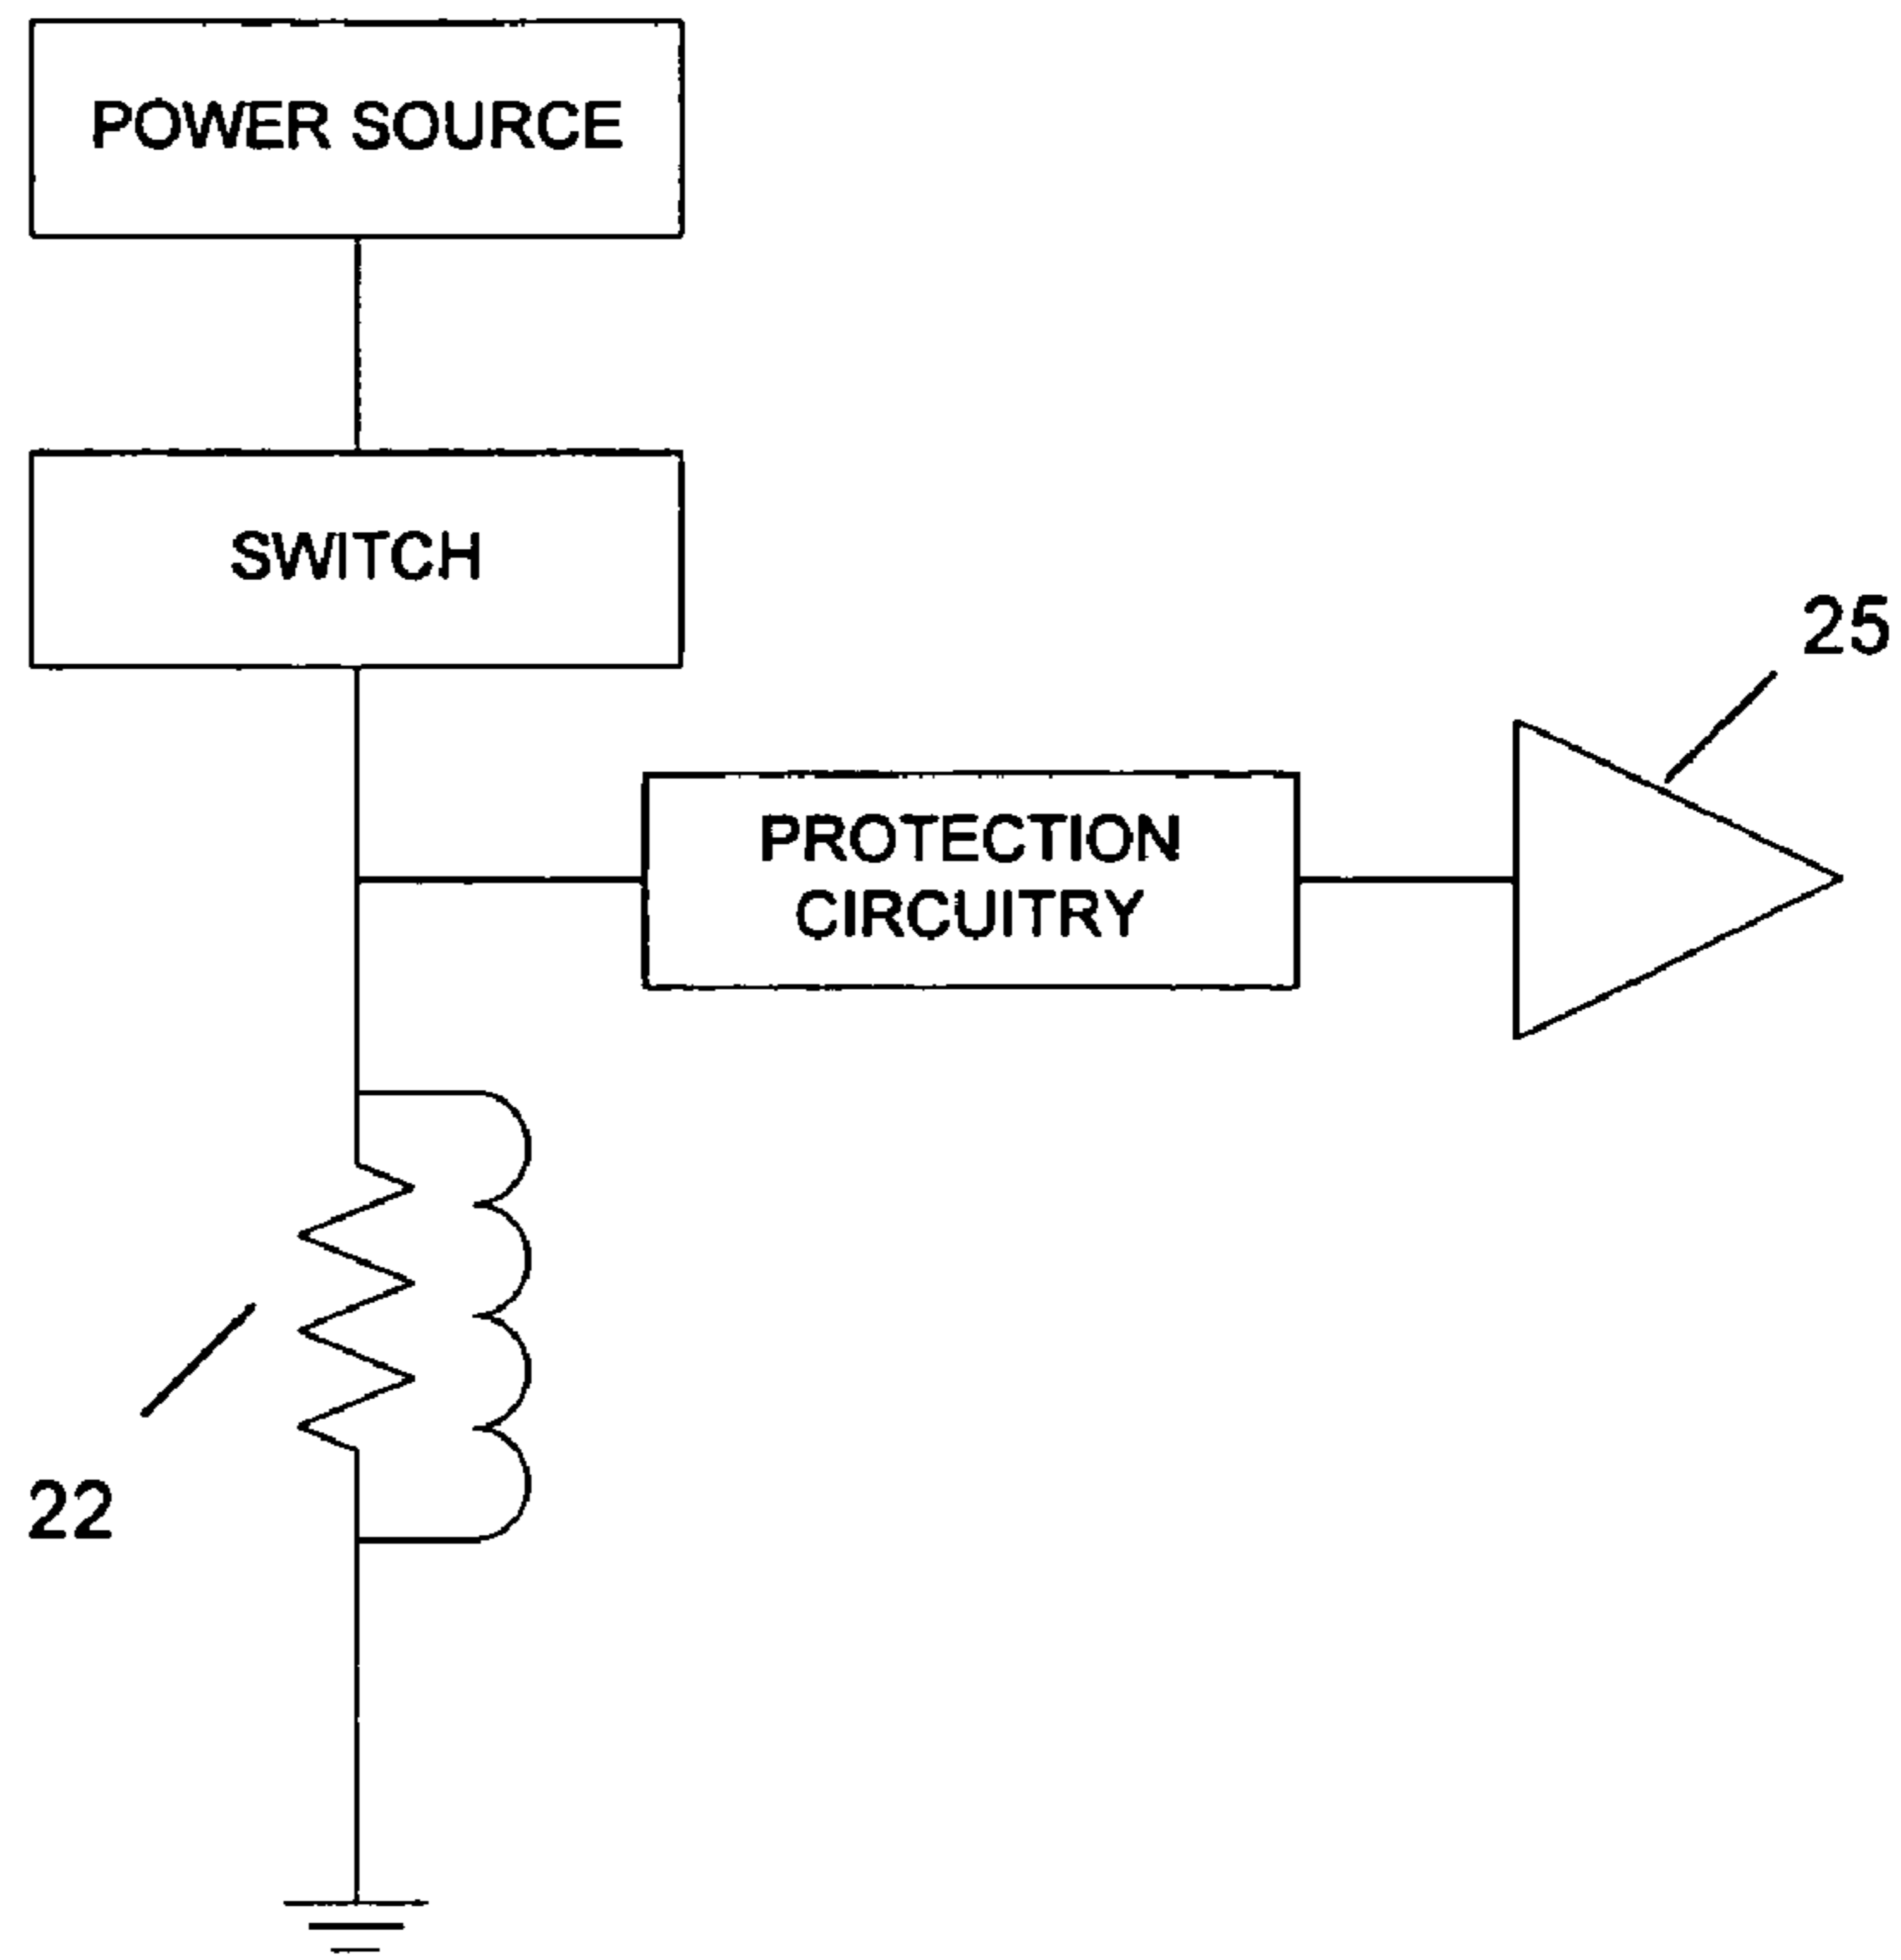 POWER SOURCE
SWITCH
25
PROTECTION
CIRCUITRY
22